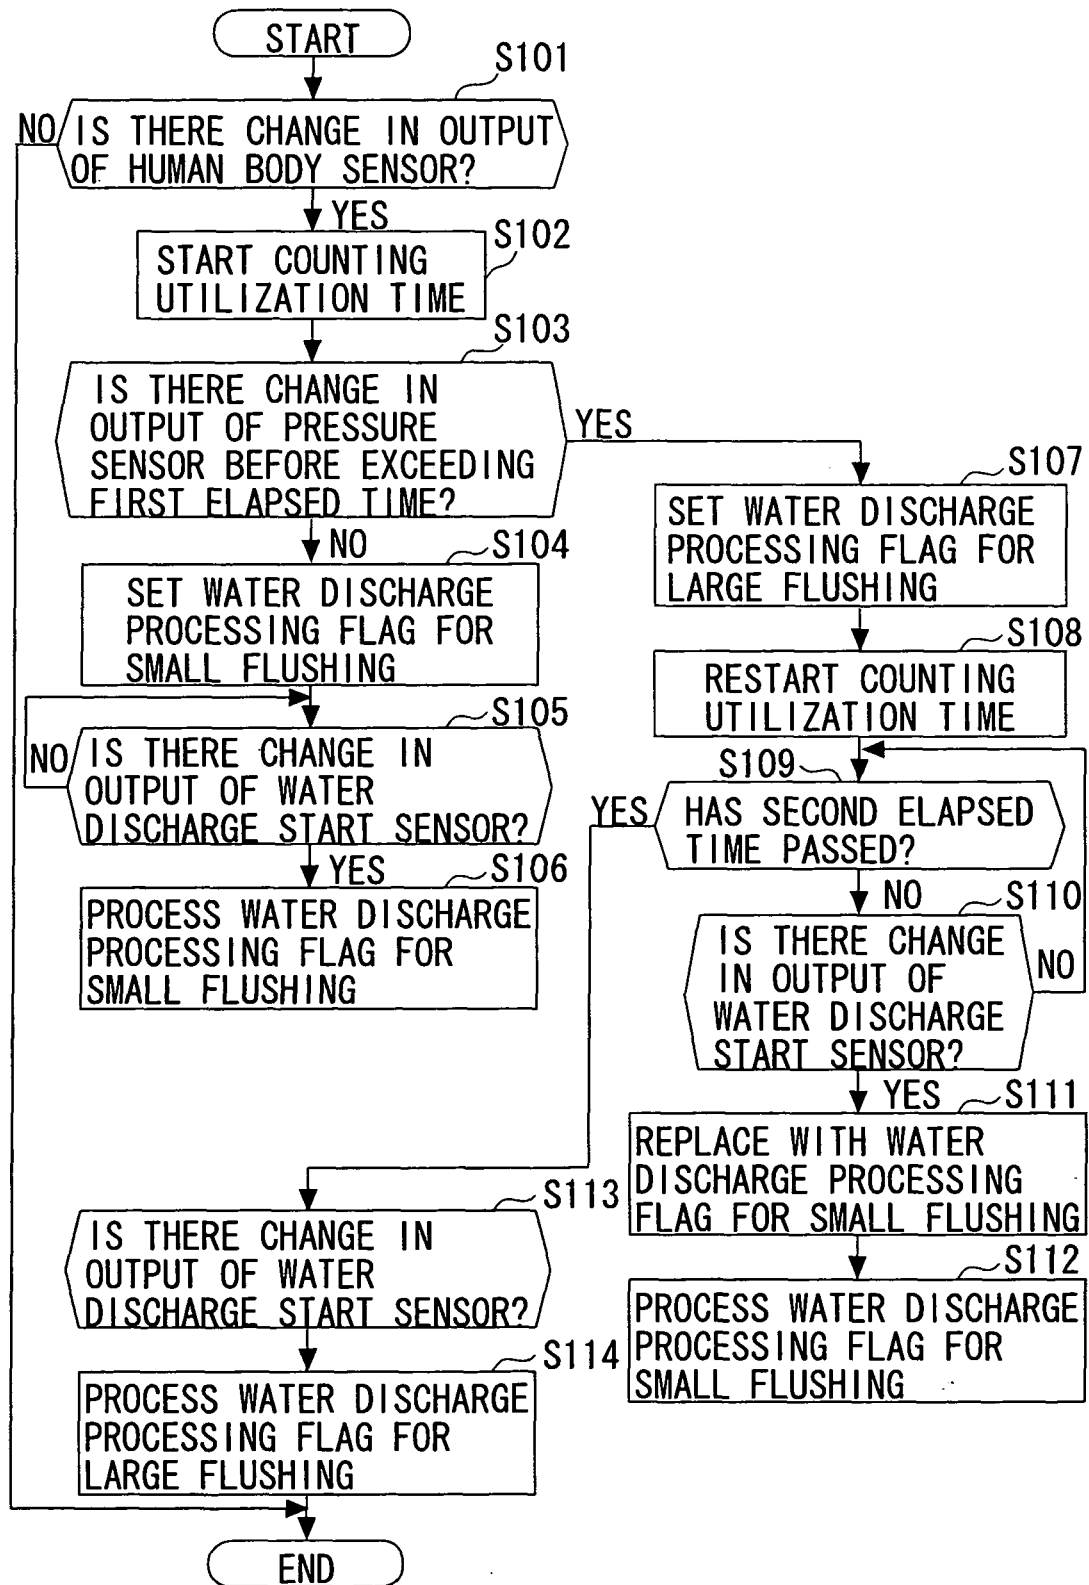 START
S101
NO
IS THERE CHANGE IN OUTPUT
OF HUMAN BODY SENSOR?
YES
S102
START COUNTING
UTILIZATION TIME
S103
IS THERE CHANGE IN
OUTPUT OF PRESSURE
SENSOR BEFORE EXCEEDING
FIRST ELAPSED TIME?
YES
NO
S104
SET WATER DISCHARGE
PROCESSING FLAG FOR
SMALL FLUSHING
S105
NO
IS THERE CHANGE IN
OUTPUT OF WATER
DISCHARGE START SENSOR?
YES
S106
PROCESS WATER DISCHARGE
PROCESSING FLAG FOR
SMALL FLUSHING
S107
SET WATER DISCHARGE
PROCESSING FLAG FOR
LARGE FLUSHING
S108
RESTART COUNTING
UTILIZATION TIME
S109
YES
HAS SECOND ELAPSED
TIME PASSED?
NO
S110
IS THERE CHANGE
IN OUTPUT OF
WATER DISCHARGE
START SENSOR?
NO
YES
S111
REPLACE WITH WATER
DISCHARGE PROCESSING
FLAG FOR SMALL FLUSHING
S112
PROCESS WATER DISCHARGE
PROCESSING FLAG FOR
SMALL FLUSHING
S113
IS THERE CHANGE IN
OUTPUT OF WATER
DISCHARGE START SENSOR?
S114
PROCESS WATER DISCHARGE
PROCESSING FLAG FOR
LARGE FLUSHING
END